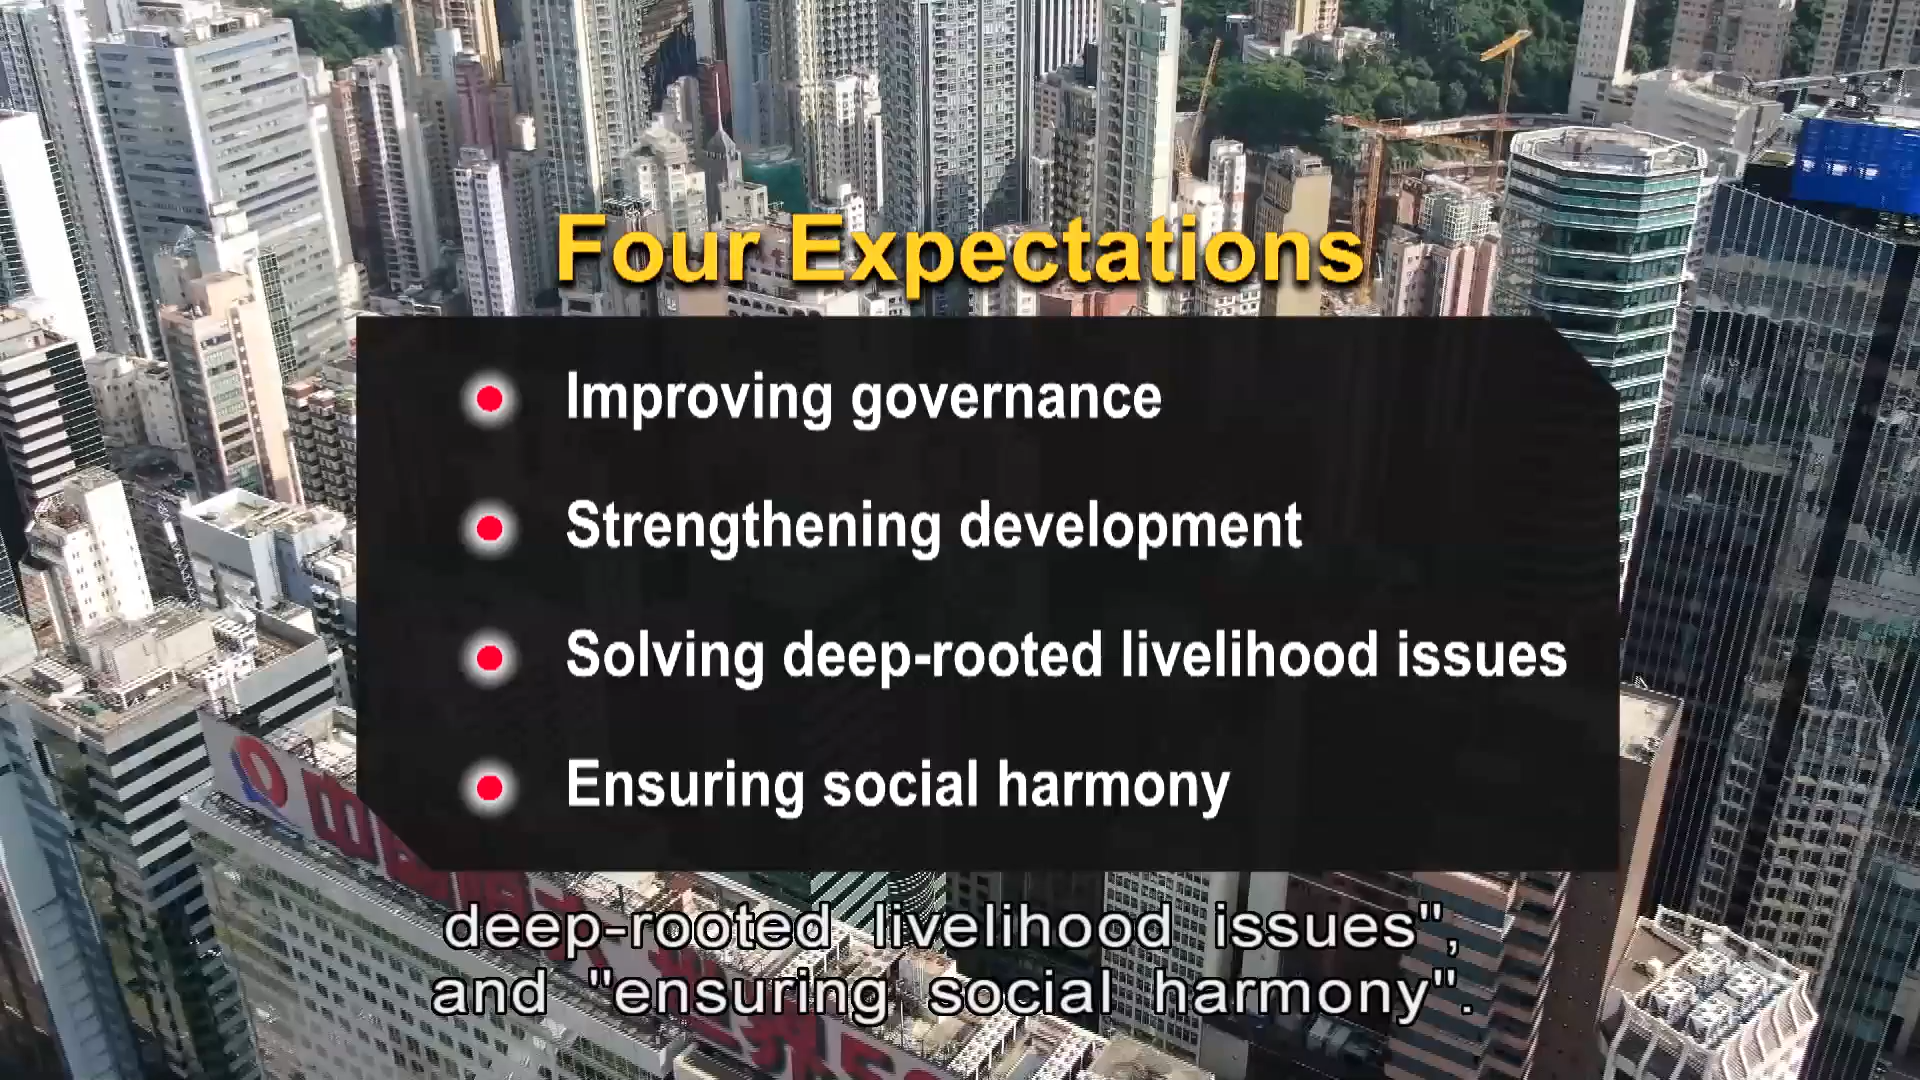 Four Expectations
Improving governance
Strengthening development
Solving deep-rooted livelihood issues
Ensuring social harmony
deep-rooted livelihood issues",
and "ensuring social harmony".